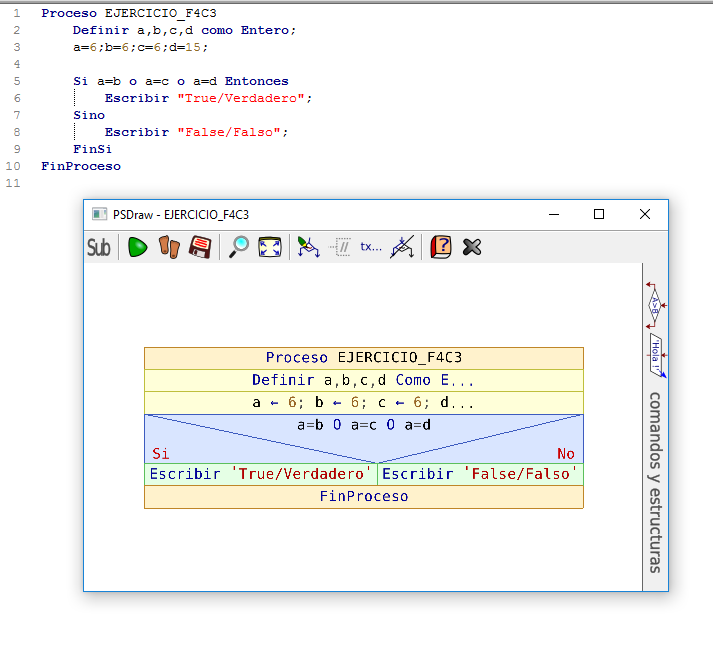 1 Proceso EJERCICIO_F4C3
2 Definir a,b,c,d como Entero;
3 a=6;b=6;c=6;d=15;
4
5 Si a=b o a=c o a=d Entonces
6 Escribir "True/Verdadero";
7 Sino
8 Escribir "False/Falso";
9 FinSi
10 FinProceso
11
PSDraw - EJERCICIO_F4C3
Sub // tx... ?
Proceso EJERCICIO_F4C3
Definir a,b,c,d Como E...
a ← 6; b ← 6; c ← 6; d...
a=b O a=c O a=d
Si No
Escribir 'True/Verdadero' Escribir 'False/Falso'
FinProceso
A>B
'Hola !'
comandos y estructuras